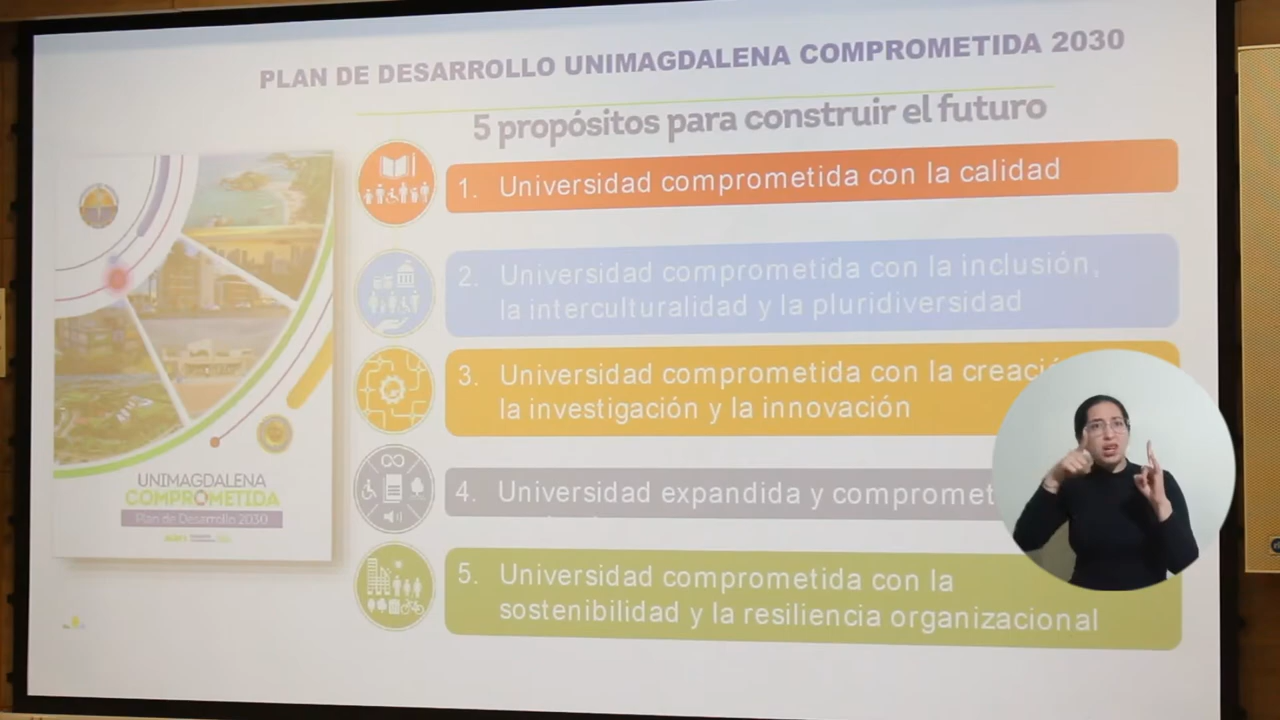 PLAN DE DESARROLLO UNIMAGDALENA COMPROMETIDA 2030
5 propósitos para construir el futuro
1. Universidad comprometida con la calidad
2. Universidad comprometida con la inclusión,
la interculturalidad y la pluridiversidad
3. Universidad comprometida con la creació
la investigación y la innovación
4. Universidad expandida y compromet
5. Universidad comprometida con la
sostenibilidad y la resiliencia organizacional
UNIMAGDALENA
COMPROMETIDA
Plan de Desarrollo 2030